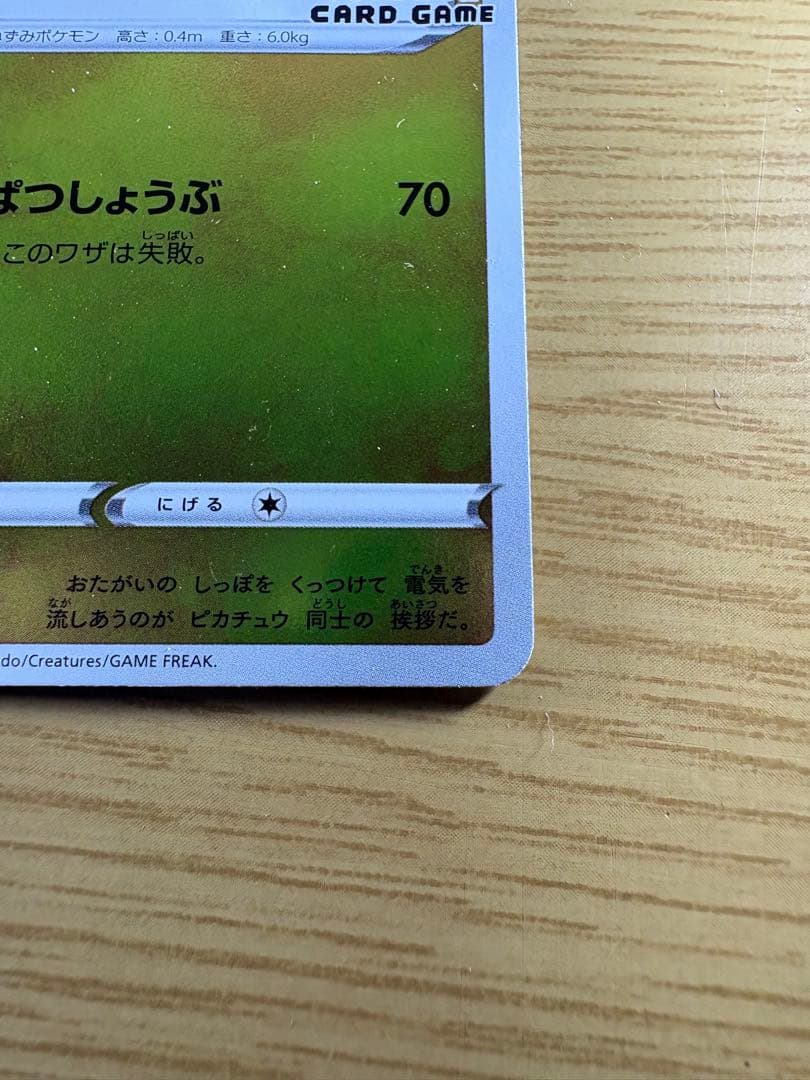 CARD GAME
ずみポケモン 高さ:0.4m 重さ:6.0kg
ぱつしょうぶ 70
しっぱい
このワザは失敗。
にげる
でんき
おたがいの しっぽを くっつけて 電気を
なが どうし あいさつ
流しあうのが ピカチュウ 同士の 挨拶だ。
do/Creatures/GAME FREAK.